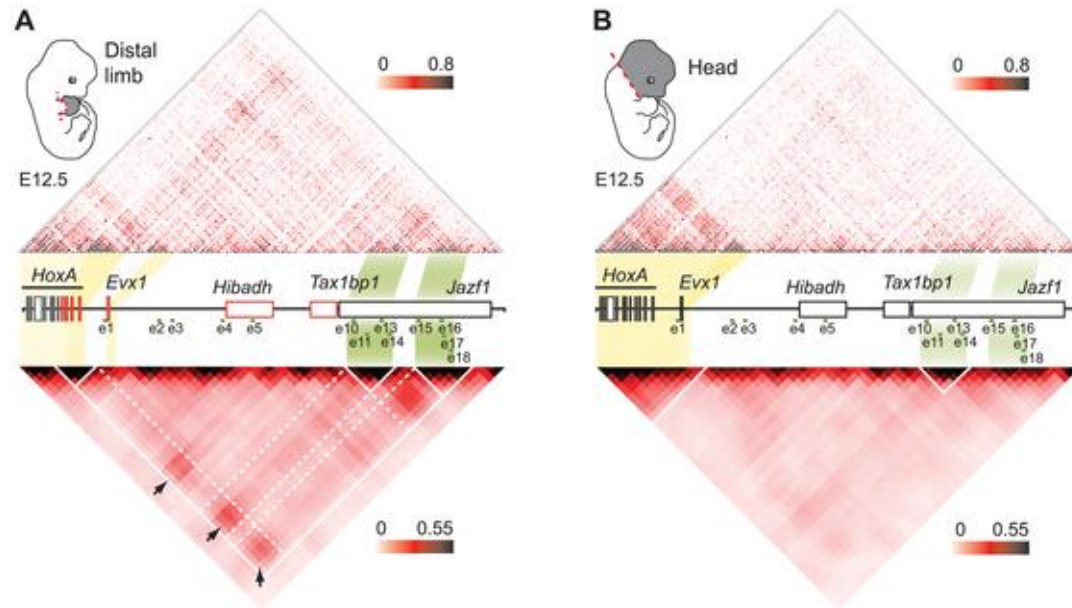 A
Distal
limb
0 0.8
E12.5
HoxA
Evx1
Hibadh
Tax1bp1
Jazf1
e1 e2 e3 e4 e5 e10 e13 e15 e16
e11 e14 e17
e18
0 0.55
B
Head
0 0.8
E12.5
HoxA
Evx1
Hibadh
Tax1bp1
Jazf1
e1 e2 e3 e4 e5 e10 e13 e15 e16
e11 e14 e17
e18
0 0.55